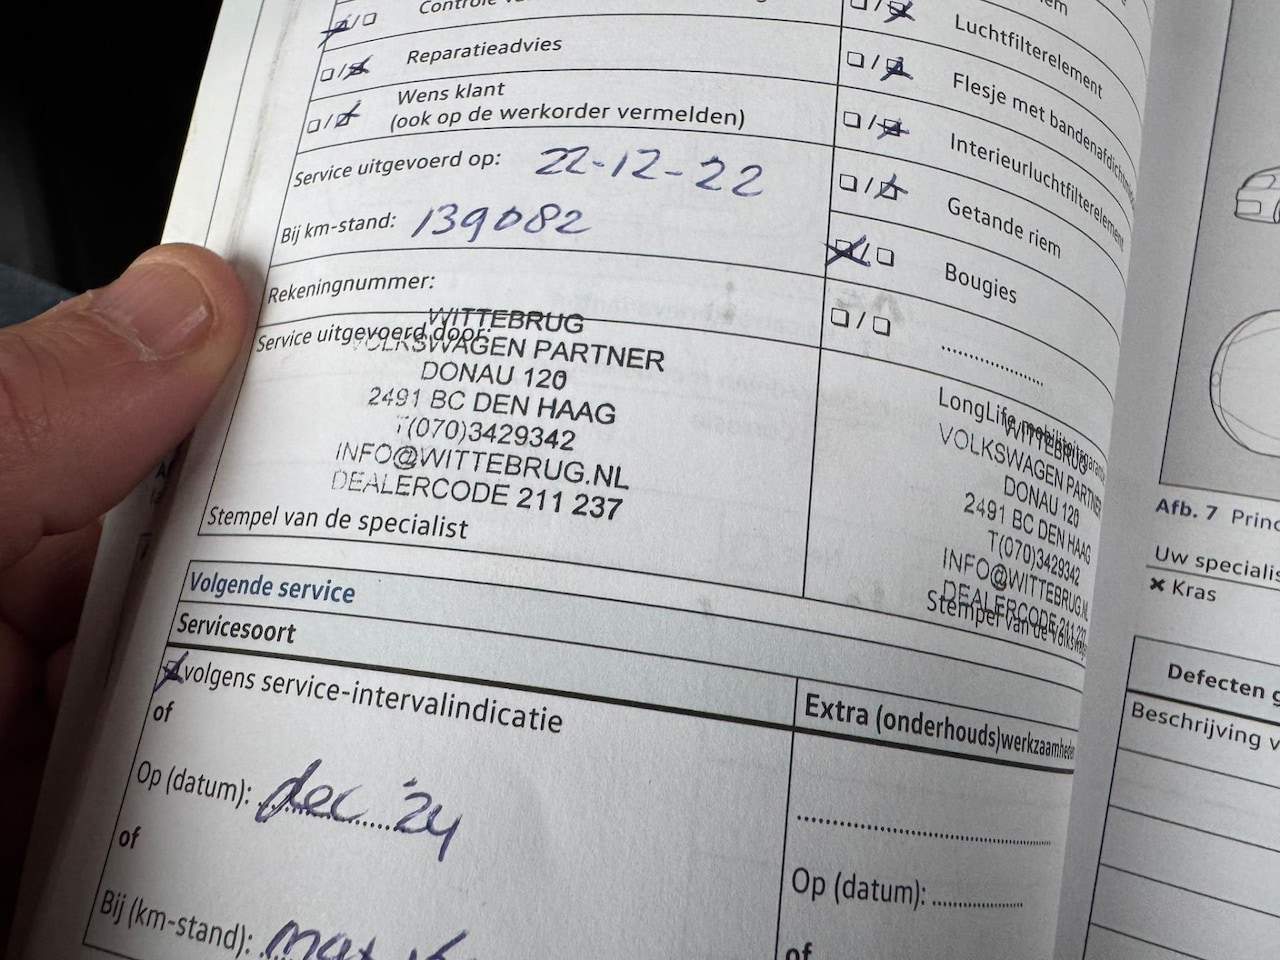 Reparatieadvies
Wens klant
(ook op de werkorder vermelden)
Service uitgevoerd op: 22-12-22
Bij km-stand: 139082
Rekeningnummer:
Service uitgevoerd door:
WITTEBRUG
VOLKSWAGEN PARTNER
DONAU 120
2491 BC DEN HAAG
T(070)3429342
INFO@WITTEBRUG.NL
DEALERCODE 211 237
Stempel van de specialist
Luchtfilterelement
Flesje met bandenafdichtmiddel
Interieurluchtfilterelement
Getande riem
Bougies
LongLife mobiliteitsgarantie
WITTEBRUG
VOLKSWAGEN PARTNER
DONAU 120
2491 BC DEN HAAG
T(070)3429342
INFO@WITTEBRUG.NL
DEALERCODE 211 237
Stempel van de
Volgende service
Servicesoort
volgens service-intervalindicatie
of
Op (datum): dec '24
of
Bij (km-stand):
Extra (onderhouds)werkzaamheden
Op (datum):
of
Afb. 7
Uw
Kras
Defecten
Beschrijving